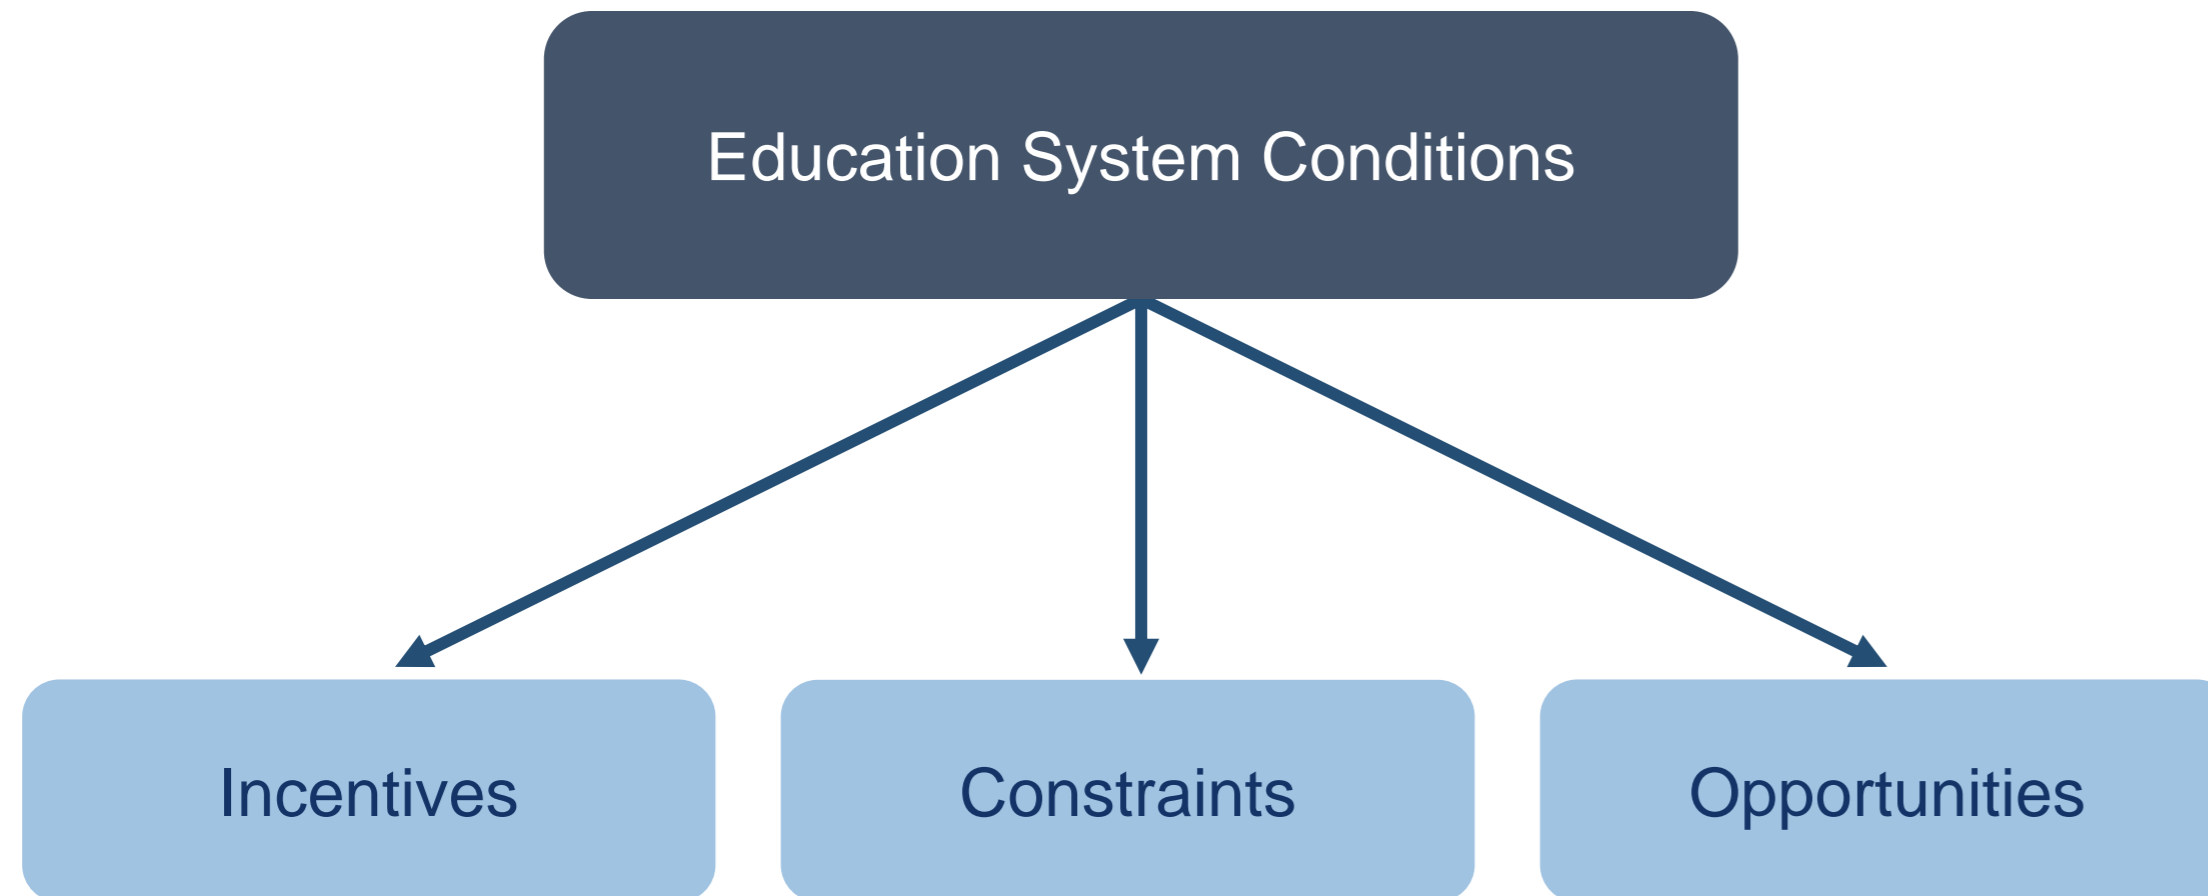 Education System Conditions
Incentives
Constraints
Opportunities